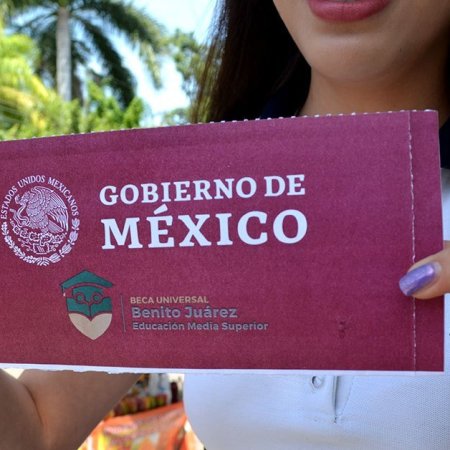 ESTADOS UNIDOS MEXICANOS
GOBIERNO DE
MÉXICO
BECA UNIVERSAL
Benito Juárez
Educación Media Superior